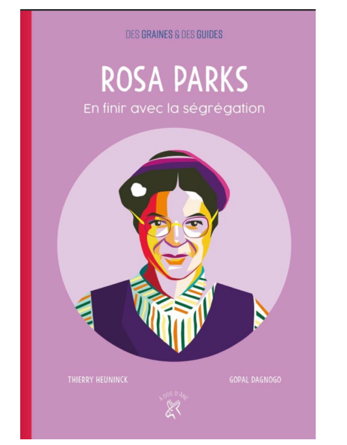 DES GRAINES & DES GUIDES
ROSA PARKS
En finir avec la ségrégation
THIERRY HEUNINCK
GOPAL DAGNOGO